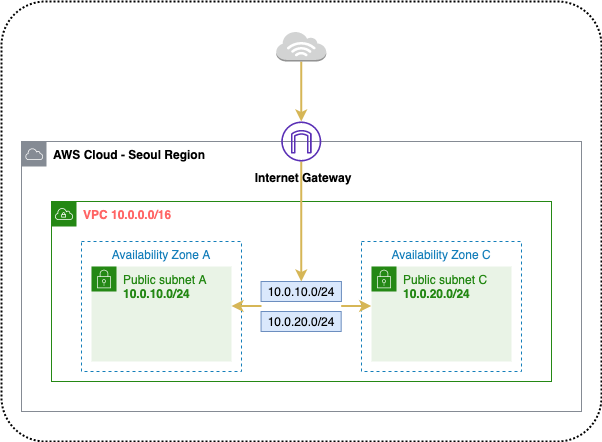 AWS Cloud - Seoul Region
Internet Gateway
VPC 10.0.0.0/16
Availability Zone A
Public subnet A
10.0.10.0/24
10.0.10.0/24
10.0.20.0/24
Availability Zone C
Public subnet C
10.0.20.0/24